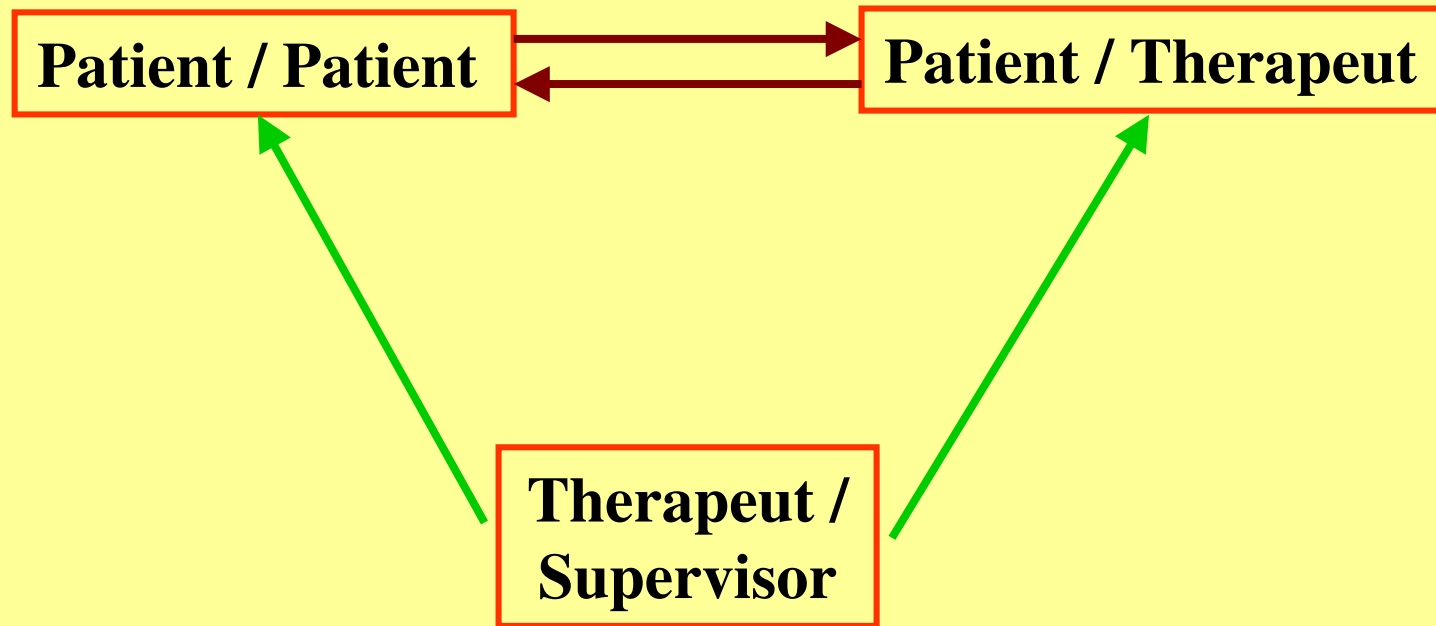 Patient / Patient
Patient / Therapeut
Therapeut /
Supervisor